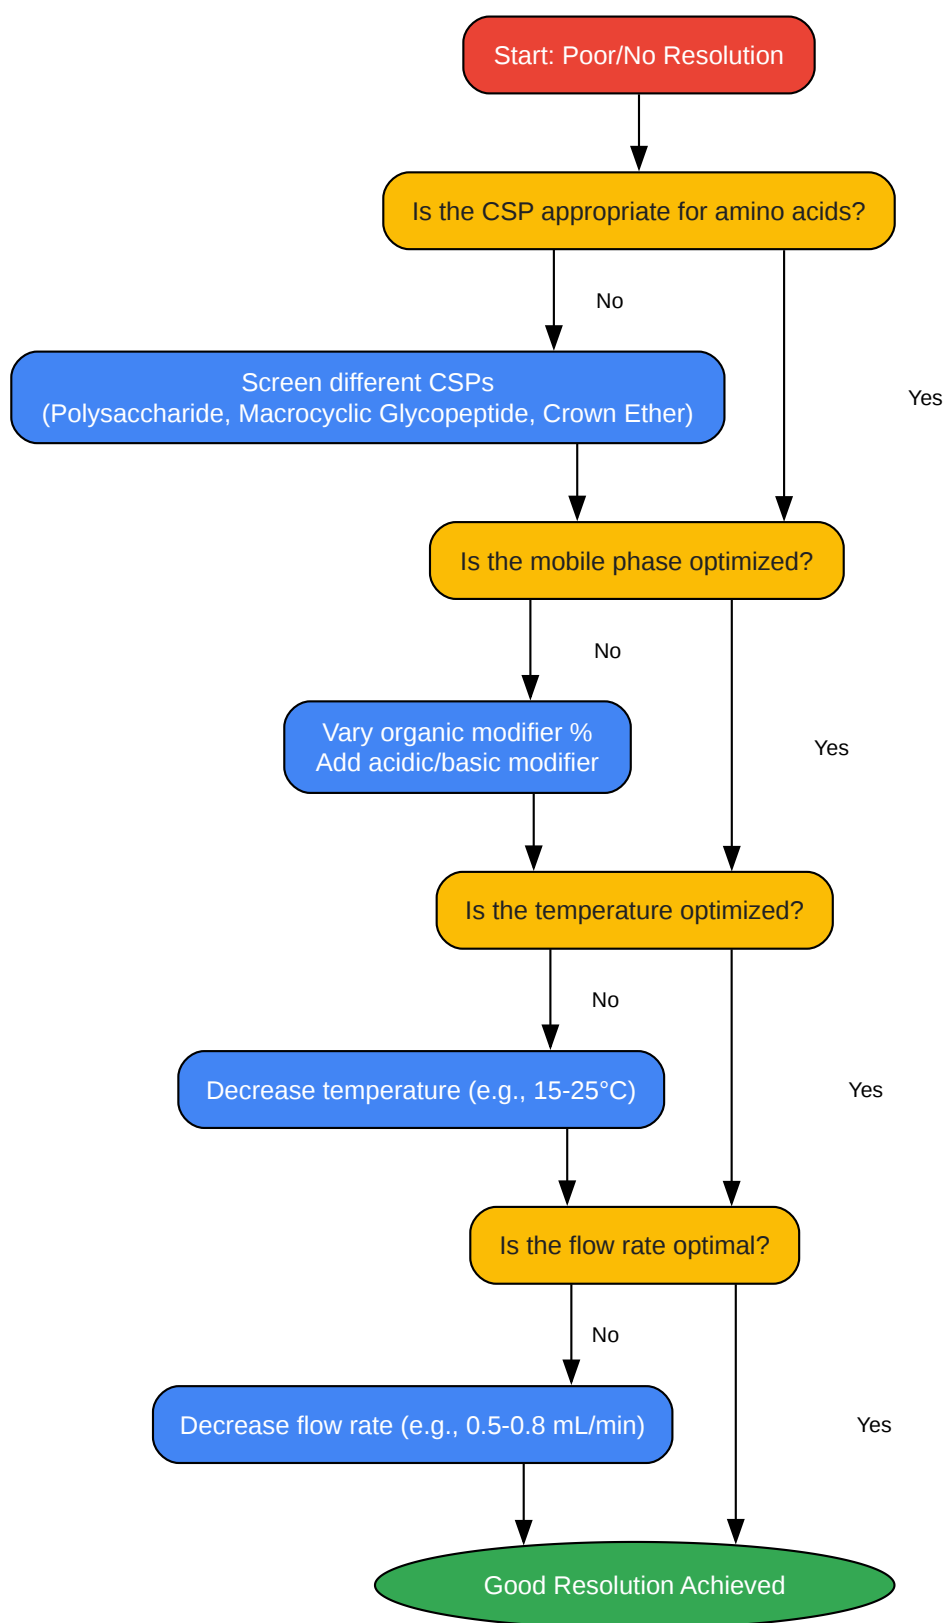 Start: Poor/No Resolution
Is the CSP appropriate for amino acids?
No
Screen different CSPs
(Polysaccharide, Macrocyclic Glycopeptide, Crown Ether)
Yes
Is the mobile phase optimized?
No
Vary organic modifier %
Add acidic/basic modifier
Yes
Is the temperature optimized?
No
Decrease temperature (e.g., 15-25°C)
Yes
Is the flow rate optimal?
No
Decrease flow rate (e.g., 0.5-0.8 mL/min)
Yes
Good Resolution Achieved